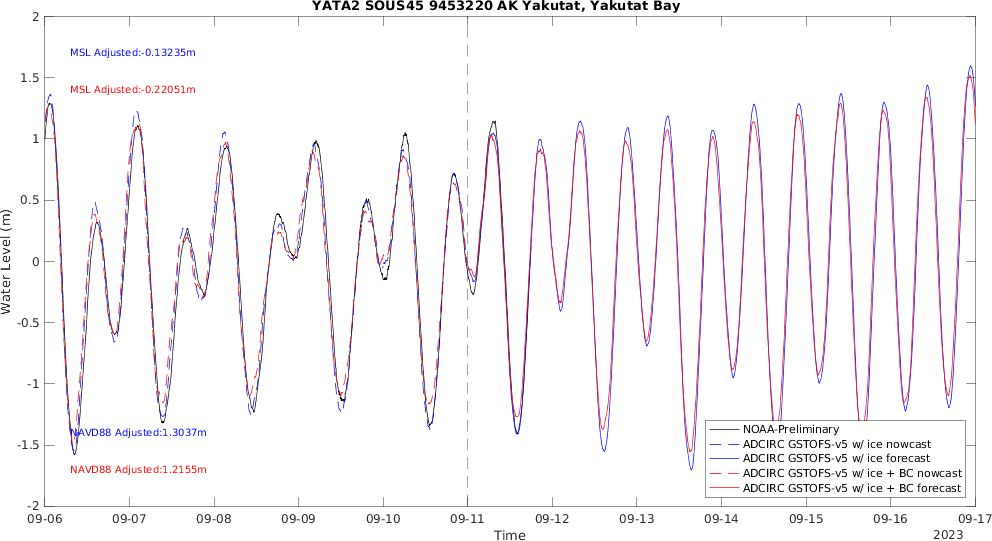 YATA2 SOUS45 9453220 AK Yakutat, Yakutat Bay
MSL Adjusted:-0.13235m
MSL Adjusted:-0.22051m
NAVD88 Adjusted:1.3037m
NAVD88 Adjusted:1.2155m
Water Level (m)
2
1.5
1
0.5
0
-0.5
-1
-1.5
-2
NOAA-Preliminary
ADCIRC GSTOFS-v5 w/ ice nowcast
ADCIRC GSTOFS-v5 w/ ice forecast
ADCIRC GSTOFS-v5 w/ ice + BC nowcast
ADCIRC GSTOFS-v5 w/ ice + BC forecast
09-06 09-07 09-08 09-09 09-10 09-11 09-12 09-13 09-14 09-15 09-16 09-17
Time
2023